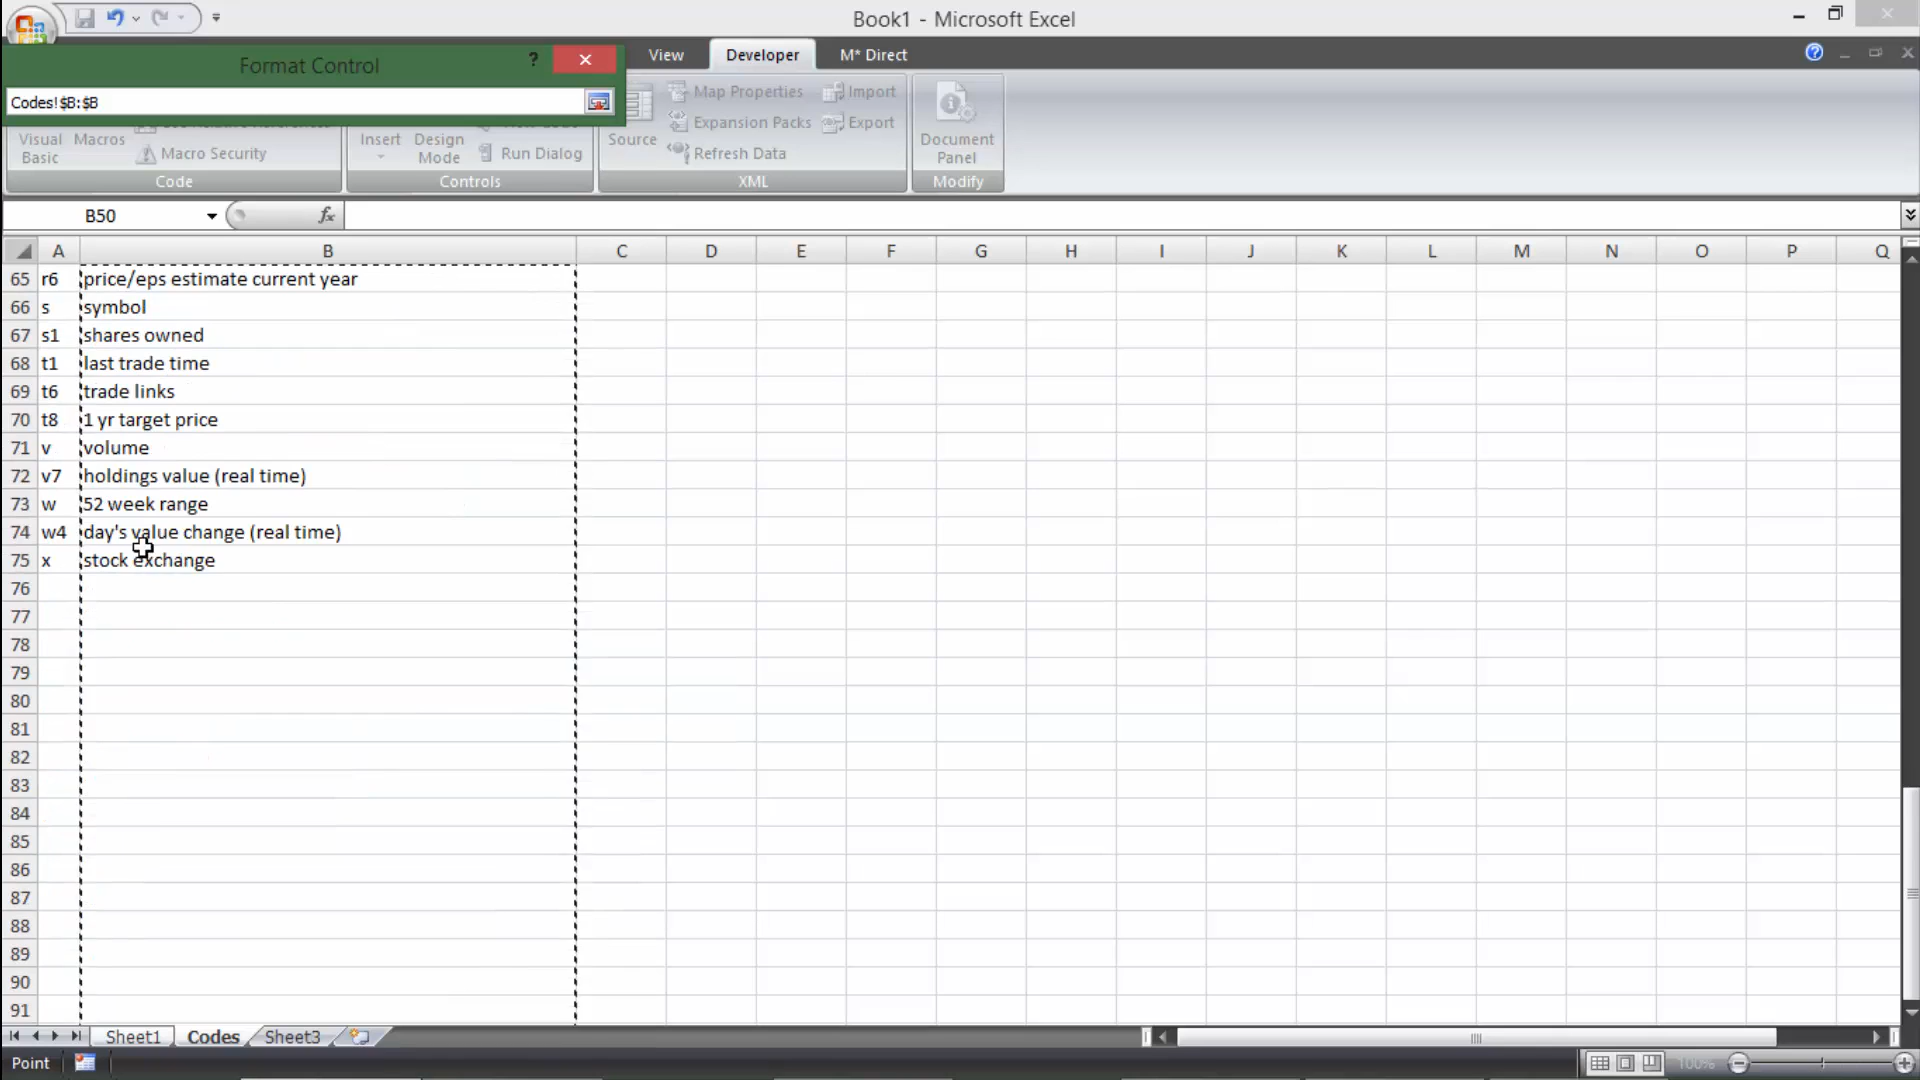 Book1 - Microsoft Excel
Format Control
?
View
Developer
M* Direct
Codes!$B:$B
Map Properties
Import
Expansion Packs
Export
Visual Basic
Macros
Insert
Design Mode
Source
Document Panel
Macro Security
Run Dialog
Refresh Data
Code
Controls
XML
Modify
B50
fx
A B C D E F G H I J K L M N O P Q
65 r6 price/eps estimate current year
66 s symbol
67 s1 shares owned
68 t1 last trade time
69 t6 trade links
70 t8 1 yr target price
71 v volume
72 v7 holdings value (real time)
73 w 52 week range
74 w4 day's value change (real time)
75 x stock exchange
76
77
78
79
80
81
82
83
84
85
86
87
88
89
90
91
Sheet1 Codes Sheet3
Point
100%